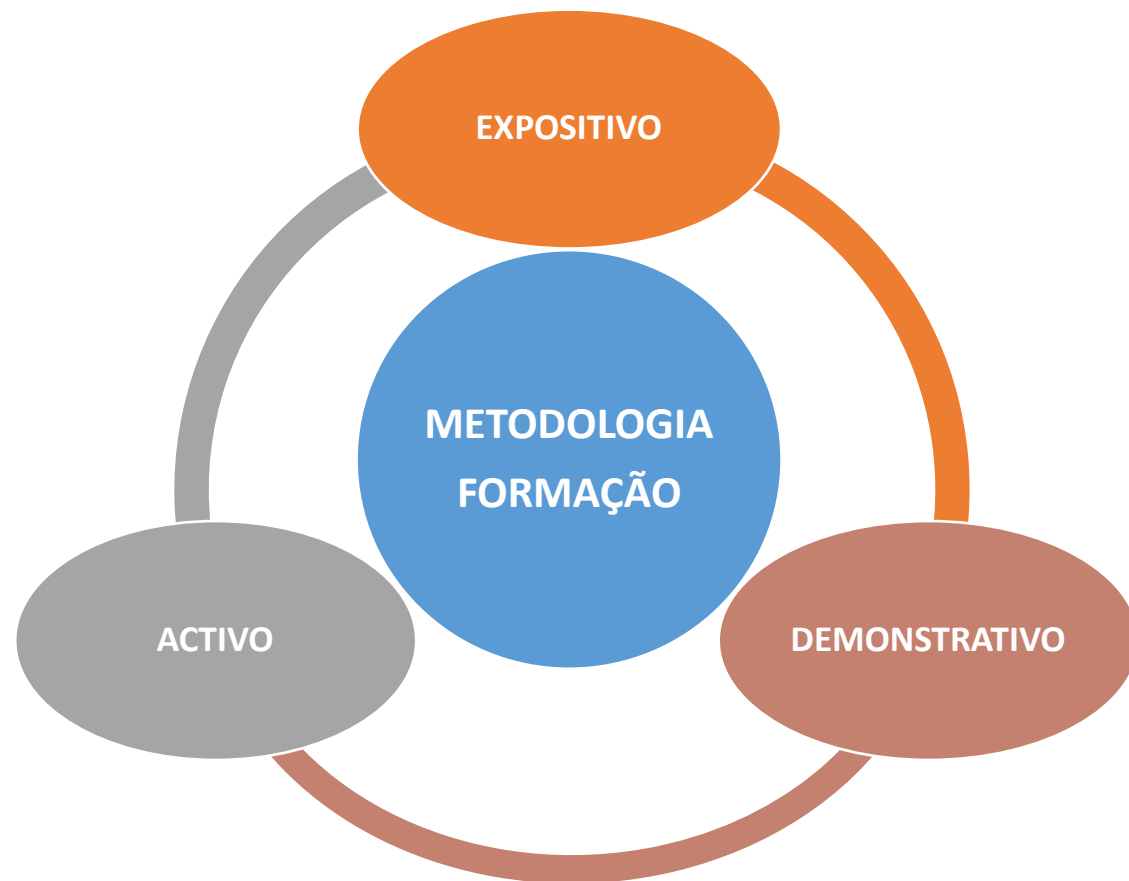 EXPOSITIVO
METODOLOGIA
FORMAÇÃO
ACTIVO
DEMONSTRATIVO